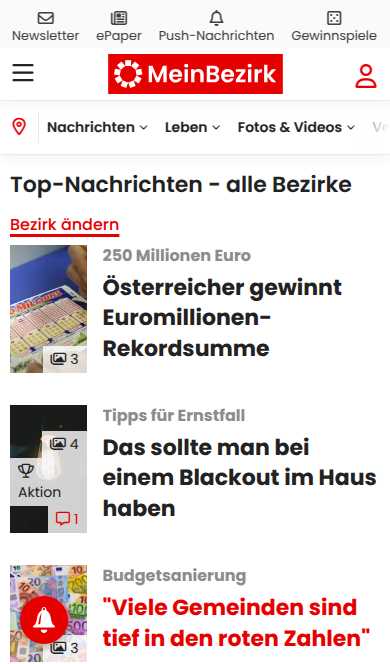 Newsletter
ePaper
Push-Nachrichten
Gewinnspiele
MeinBezirk
Nachrichten
Leben
Fotos & Videos
Top-Nachrichten - alle Bezirke
Bezirk ändern
250 Millionen Euro
Österreicher gewinnt
Euromillionen-
Rekordsumme
3
Tipps für Ernstfall
Das sollte man bei
einem Blackout im Haus
haben
4
Aktion
1
Budgetsanierung
"Viele Gemeinden sind
tief in den roten Zahlen"
3